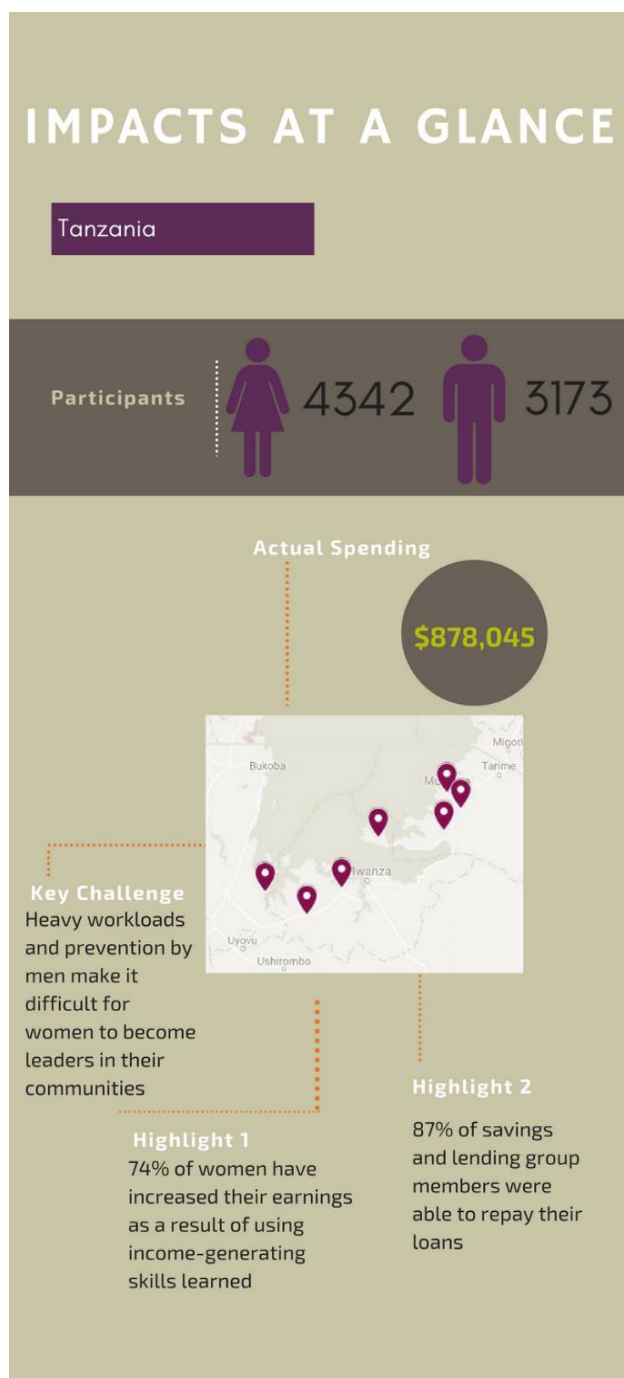 IMPACTS AT A GLANCE
Tanzania
Participants
4342
3173
Actual Spending
$878,045
Bukoba
Tarime
Uyovu
Ushirombo
Key Challenge
Heavy workloads
and prevention by
men make it
difficult for
women to become
leaders in their
communities
Highlight 1
74% of women have
increased their earnings
as a result of using
income-generating
skills learned
Highlight 2
87% of savings
and lending group
members were
able to repay their
loans